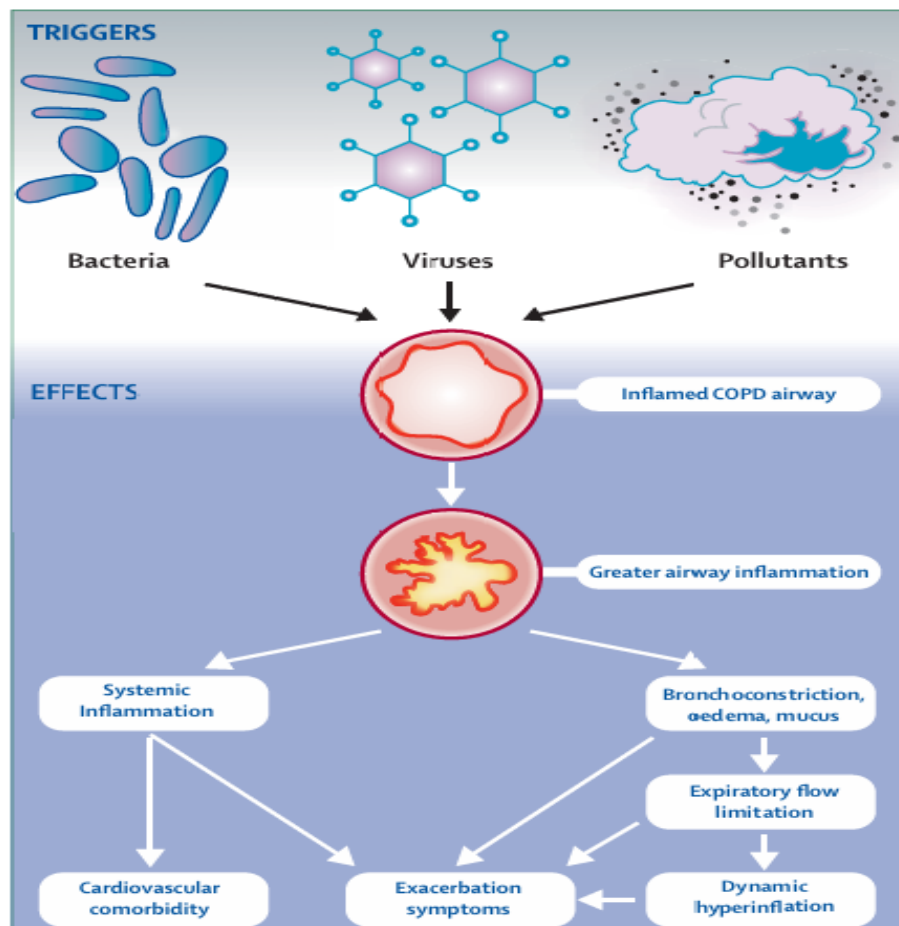 TRIGGERS
Bacteria
Viruses
Pollutants
EFFECTS
Inflamed COPD airway
Greater airway inflammation
Systemic
Inflammation
Bronchoconstriction,
oedema, mucus
Expiratory flow
limitation
Cardiovascular
comorbidity
Exacerbation
symptoms
Dynamic
hyperinflation